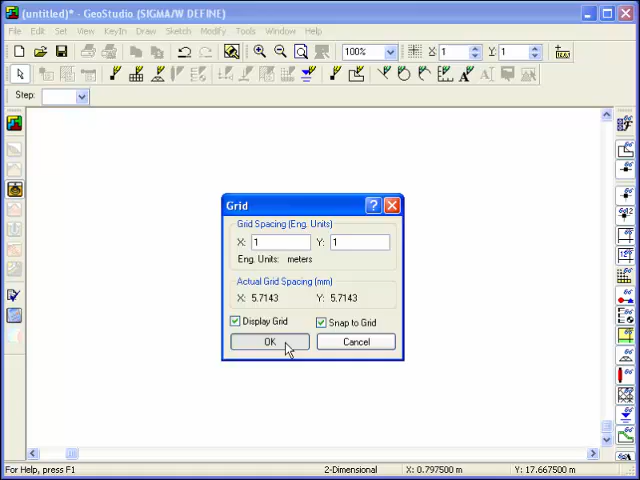 (untitled)* - GeoStudio (SIGMA/W DEFINE)
File Edit Set View KeyIn Draw Sketch Modify Tools Window Help
100% X: 1 Y: 1
Step:
Grid
Grid Spacing (Eng. Units)
X: 1 Y: 1
Eng. Units: meters
Actual Grid Spacing (mm)
X: 5.7143 Y: 5.7143
Display Grid Snap to Grid
OK Cancel
For Help, press F1 2-Dimensional X: 0.797500 m Y: 17.667500 m